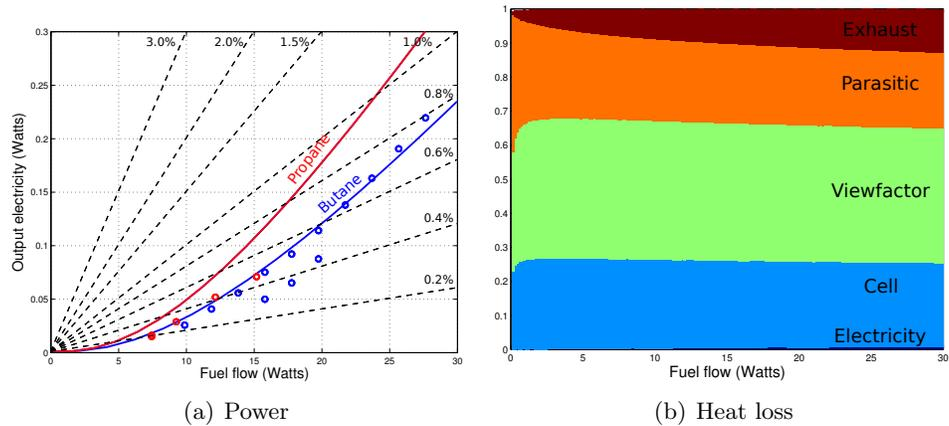 0.3
0.25
0.2
0.15
0.1
0.05
0
Output electricity (Watts)
3.0%
2.0%
1.5%
1.0%
0.8%
0.6%
0.4%
0.2%
Propane
Butane
0 5 10 15 20 25 30
Fuel flow (Watts)
(a) Power
1
0.9
0.8
0.7
0.6
0.5
0.4
0.3
0.2
0.1
0
Exhaust
Parasitic
Viewfactor
Cell
Electricity
0 5 10 15 20 25 30
Fuel flow (Watts)
(b) Heat loss